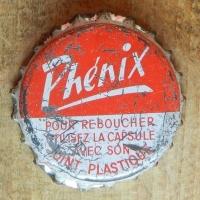 Phénix
POUR REBOUCHER
UTILISEZ LA CAPSULE
AVEC SON
JOINT PLASTIQUE